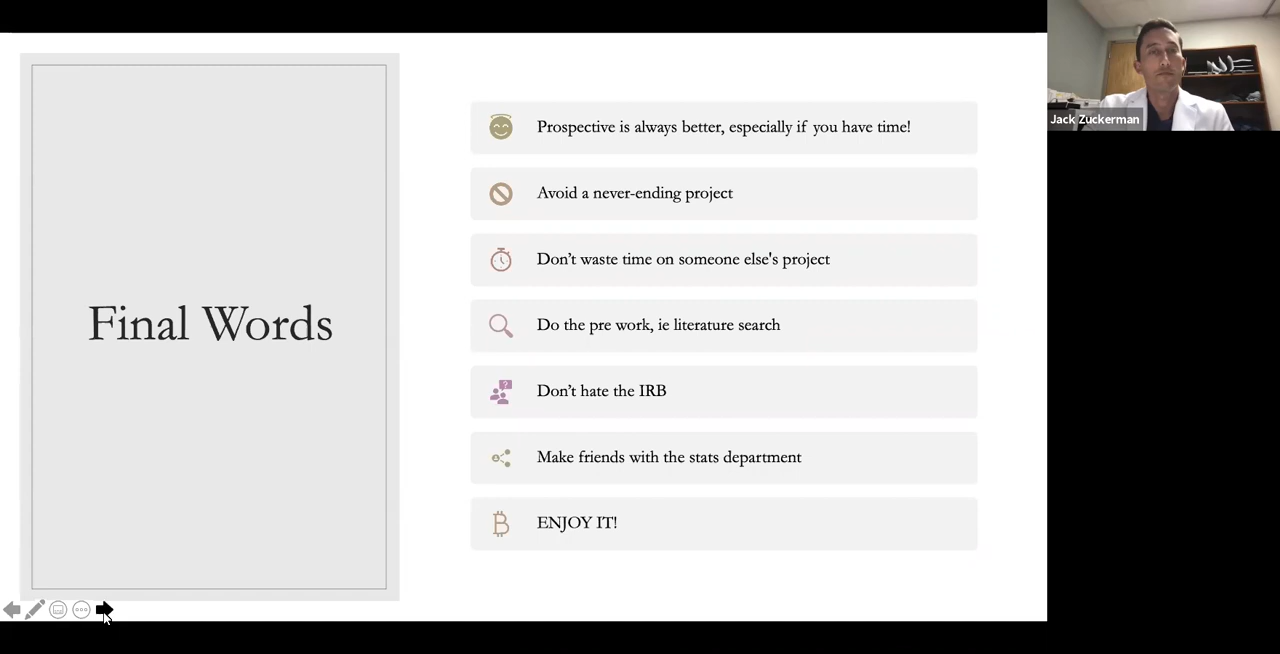 Final Words
Prospective is always better, especially if you have time!
Avoid a never-ending project
Don’t waste time on someone else's project
Do the pre work, ie literature search
Don’t hate the IRB
Make friends with the stats department
ENJOY IT!
Jack Zuckerman